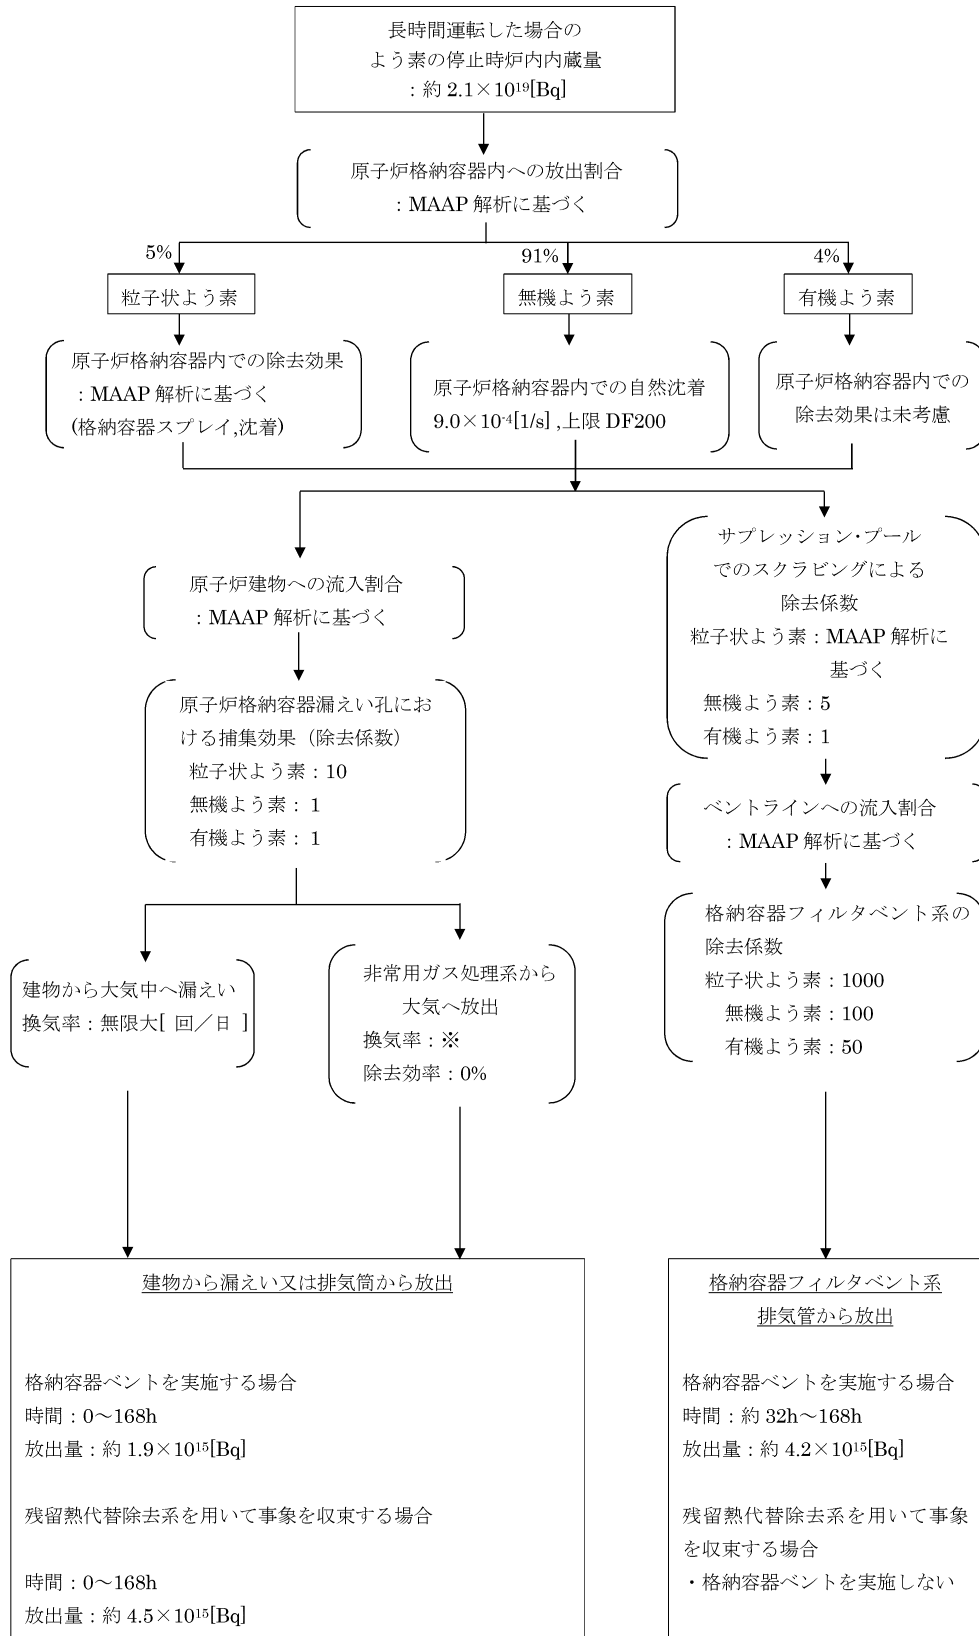 長時間運転した場合の
よう素の停止時炉内内蔵量
：約 2.1×10¹⁹[Bq]
原子炉格納容器内への放出割合
：MAAP 解析に基づく
5%
91%
4%
粒子状よう素
無機よう素
有機よう素
原子炉格納容器内での除去効果
：MAAP 解析に基づく
(格納容器スプレイ,沈着)
原子炉格納容器内での自然沈着
9.0×10⁻⁴[1/s] ,上限 DF200
原子炉格納容器内での
除去効果は未考慮
原子炉建物への流入割合
：MAAP 解析に基づく
原子炉格納容器漏えい孔にお
ける捕集効果（除去係数）
粒子状よう素：10
無機よう素：1
有機よう素：1
サプレッション・プール
でのスクラビングによる
除去係数
粒子状よう素：MAAP 解析に
基づく
無機よう素：5
有機よう素：1
ベントラインへの流入割合
：MAAP 解析に基づく
建物から大気中へ漏えい
換気率：無限大[ 回／日 ]
非常用ガス処理系から
大気へ放出
換気率：※
除去効率：0%
格納容器フィルタベント系の
除去係数
粒子状よう素：1000
無機よう素：100
有機よう素：50
建物から漏えい又は排気筒から放出
格納容器ベントを実施する場合
時間：0～168h
放出量：約 1.9×10¹⁵[Bq]
残留熱代替除去系を用いて事象を収束する場合
時間：0～168h
放出量：約 4.5×10¹⁵[Bq]
格納容器フィルタベント系
排気管から放出
格納容器ベントを実施する場合
時間：約 32h～168h
放出量：約 4.2×10¹⁵[Bq]
残留熱代替除去系を用いて事象
を収束する場合
・格納容器ベントを実施しない